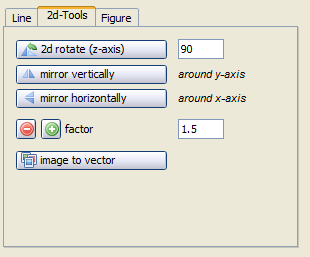 Line 2d-Tools Figure
2d rotate (z-axis) 90
mirror vertically around y-axis
mirror horizontally around x-axis
factor 1.5
image to vector